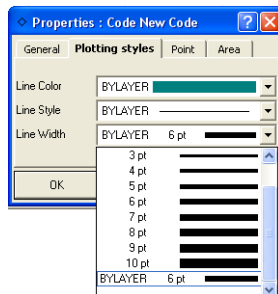 Properties : Code New Code
General Plotting styles Point Area
Line Color BYLAYER
Line Style BYLAYER
Line Width BYLAYER 6 pt
OK
3 pt
4 pt
5 pt
6 pt
7 pt
8 pt
9 pt
10 pt
BYLAYER 6 pt